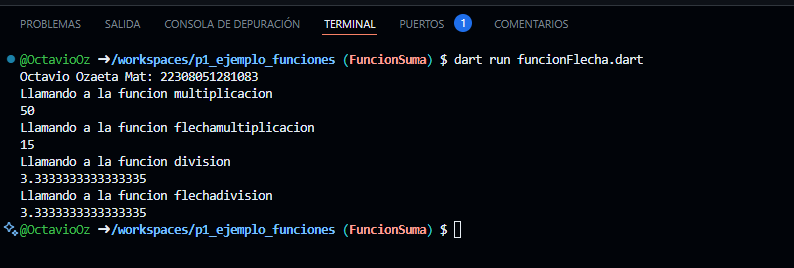 PROBLEMAS SALIDA CONSOLA DE DEPURACIÓN TERMINAL PUERTOS 1 COMENTARIOS
@OctavioOz ➜/workspaces/p1_ejemplo_funciones (FuncionSuma) $ dart run funcionFlecha.dart
Octavio Ozaeta Mat: 22308051281083
Llamando a la funcion multiplicacion
50
Llamando a la funcion flechamultiplicacion
15
Llamando a la funcion division
3.3333333333333335
Llamando a la funcion flechadivision
3.3333333333333335
@OctavioOz ➜/workspaces/p1_ejemplo_funciones (FuncionSuma) $